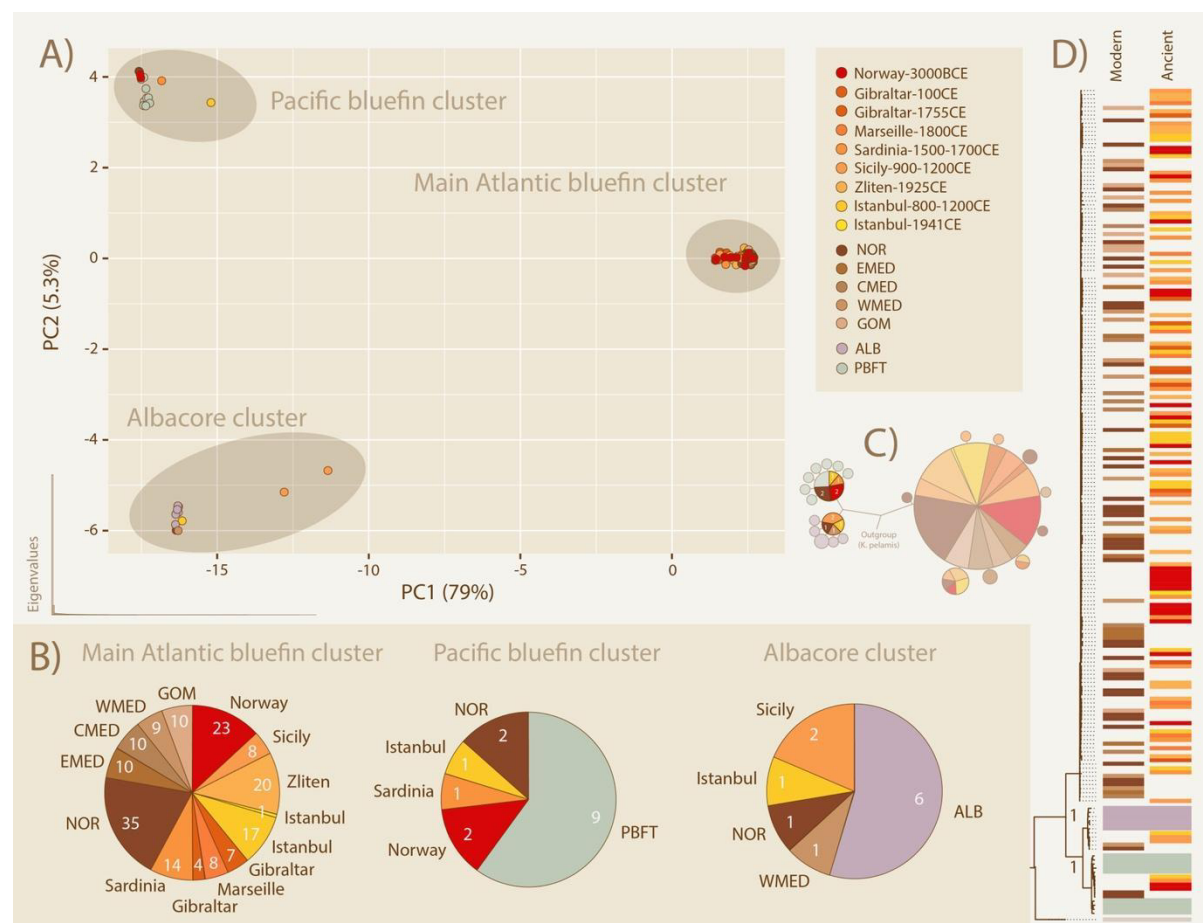 A)
4
2
0
-2
-4
-6
PC2 (5.3%)
-15
-10
-5
0
PC1 (79%)
Pacific bluefin cluster
Main Atlantic bluefin cluster
Albacore cluster
Eigenvalues
Norway-3000BCE
Gibraltar-100CE
Gibraltar-1755CE
Marseille-1800CE
Sardinia-1500-1700CE
Sicily-900-1200CE
Zliten-1925CE
Istanbul-800-1200CE
Istanbul-1941CE
NOR
EMED
CMED
WMED
GOM
ALB
PBFT
C)
2
2
1
Outgroup
(K. pelamis)
D)
Modern
Ancient
1
1
B)
Main Atlantic bluefin cluster
GOM
WMED
CMED
EMED
NOR
Sardinia
Gibraltar
Marseille
Gibraltar
Istanbul
Istanbul
Zliten
Sicily
Norway
10
9
10
10
35
14
4
8
7
17
1
20
8
23
Pacific bluefin cluster
NOR
Istanbul
Sardinia
Norway
PBFT
2
1
1
2
9
Albacore cluster
Sicily
Istanbul
NOR
WMED
ALB
2
1
1
1
6